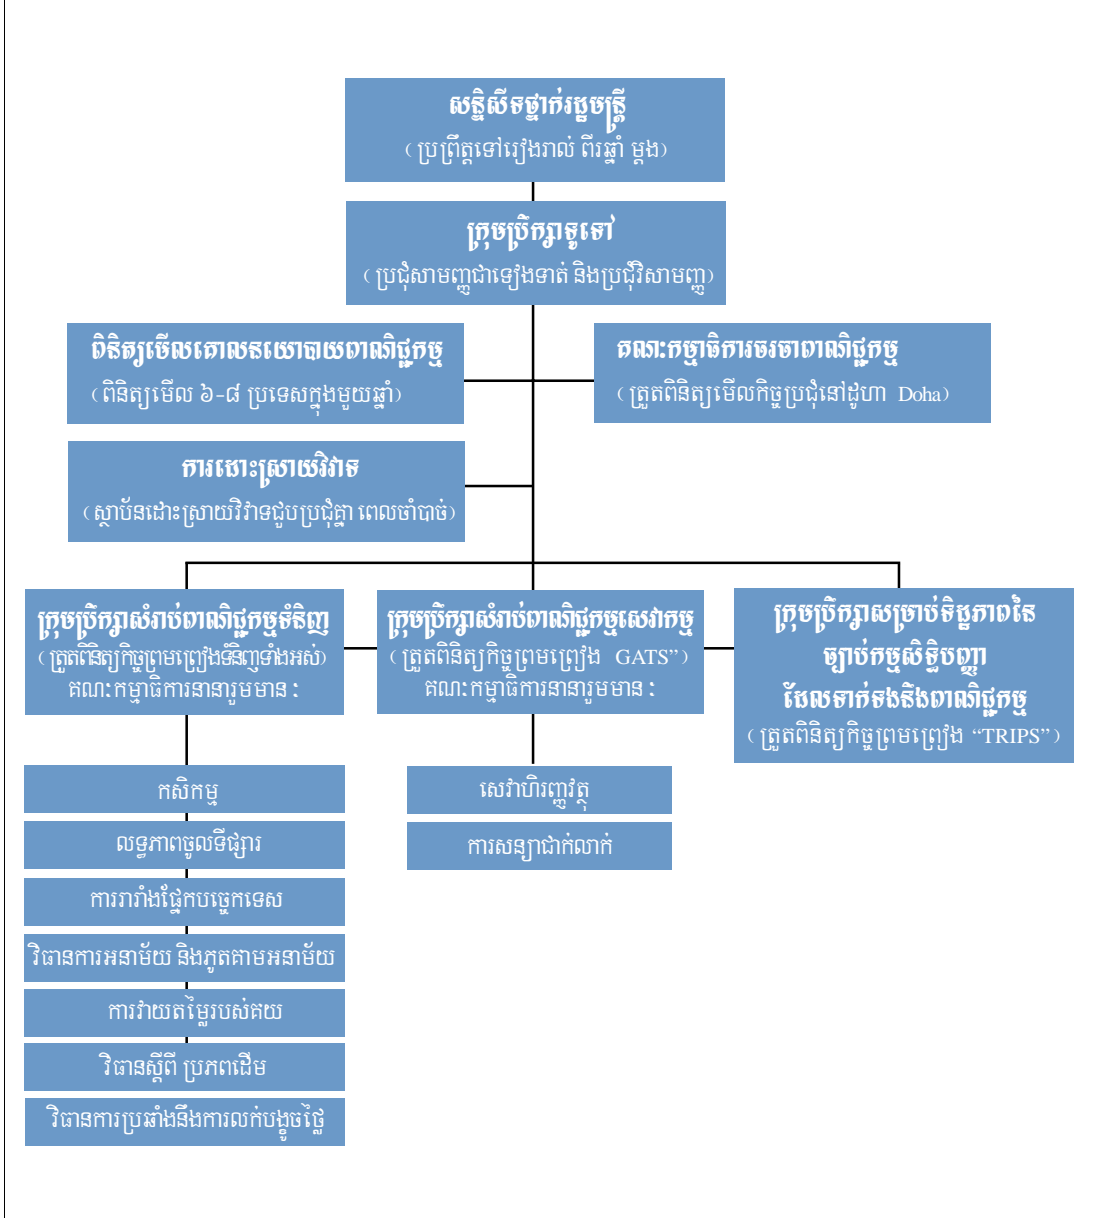 សន្និសីទថ្នាក់រដ្ឋមន្ត្រី
( ប្រព្រឹត្តទៅរៀងរាល់ ពីរឆ្នាំ ម្តង)
ក្រុមប្រឹក្សាទូទៅ
( ប្រជុំសាមញ្ញជាទៀងទាត់ និងប្រជុំវិសាមញ្ញ)
ពិនិត្យមើលគោលនយោបាយពាណិជ្ជកម្ម
(ពិនិត្យមើល ៦-៨ ប្រទេសក្នុងមួយឆ្នាំ)
គណៈកម្មាធិការចរចាពាណិជ្ជកម្ម
( ត្រួតពិនិត្យមើលកិច្ចប្រជុំនៅដូហា Doha)
ការដោះស្រាយវិវាទ
(ស្ថាប័នដោះស្រាយវិវាទជួបប្រជុំគ្នា ពេលចាំបាច់)
ក្រុមប្រឹក្សាសំរាប់ពាណិជ្ជកម្មទំនិញ
( ត្រួតពិនិត្យកិច្ចព្រមព្រៀងទំនិញទាំងអស់)
គណៈកម្មាធិការនានារួមមាន ៖
ក្រុមប្រឹក្សាសំរាប់ពាណិជ្ជកម្មសេវាកម្ម
( ត្រួតពិនិត្យកិច្ចព្រមព្រៀង GATS”)
គណៈកម្មាធិការនានារួមមាន ៖
ក្រុមប្រឹក្សាសម្រាប់ទិដ្ឋភាពនៃ
ច្បាប់កម្មសិទ្ធិបញ្ញា
ដែលទាក់ទងនិងពាណិជ្ជកម្ម
( ត្រួតពិនិត្យកិច្ចព្រមព្រៀង “TRIPS”)
កសិកម្ម
លទ្ធភាពចូលទីផ្សារ
ការរារាំងផ្នែកបច្ចេកទេស
វិធានការអនាម័យ និងភូតគាមអនាម័យ
ការវាយតម្លៃរបស់គយ
វិធានស្តីពី ប្រភពដើម
វិធានការប្រឆាំងនឹងការលក់បង្ខូចថ្លៃ
សេវាហិរញ្ញវត្ថុ
ការសន្យាជាក់លាក់